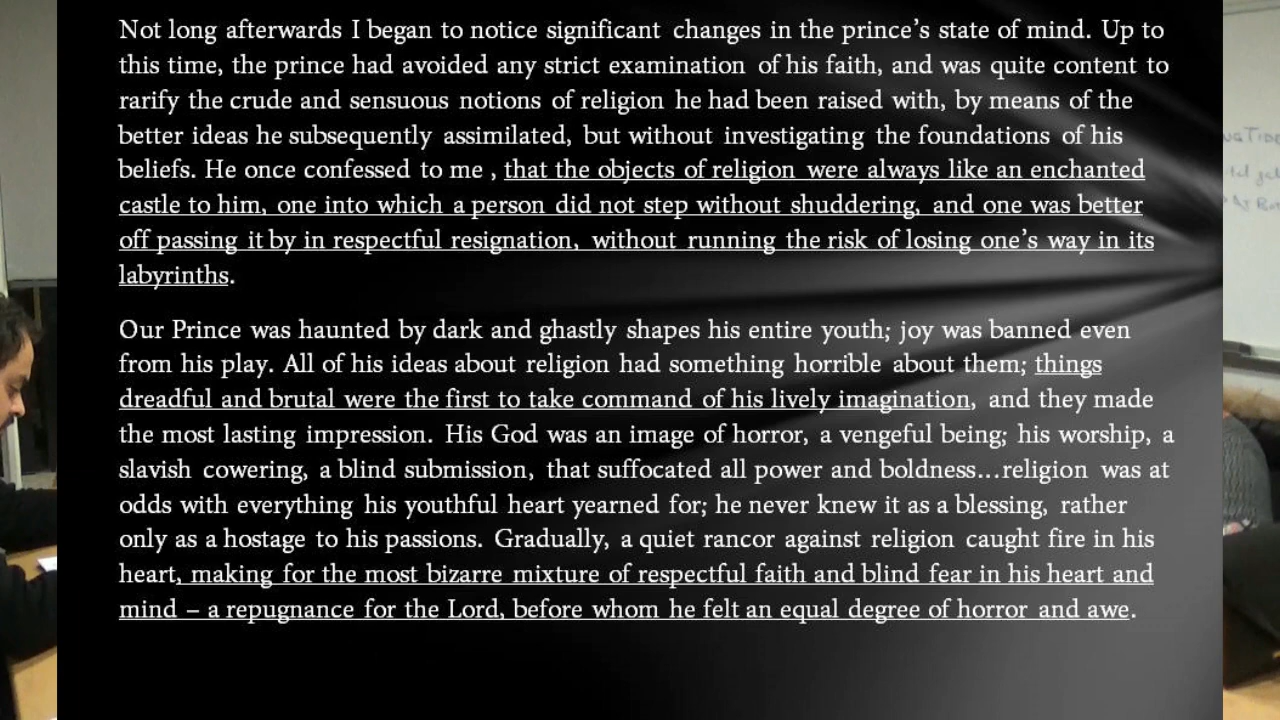 Not long afterwards I began to notice significant changes in the prince’s state of mind. Up to
this time, the prince had avoided any strict examination of his faith, and was quite content to
rarify the crude and sensuous notions of religion he had been raised with, by means of the
better ideas he subsequently assimilated, but without investigating the foundations of his
beliefs. He once confessed to me , that the objects of religion were always like an enchanted
castle to him, one into which a person did not step without shuddering, and one was better
off passing it by in respectful resignation, without running the risk of losing one’s way in its
labyrinths.
Our Prince was haunted by dark and ghastly shapes his entire youth; joy was banned even
from his play. All of his ideas about religion had something horrible about them; things
dreadful and brutal were the first to take command of his lively imagination, and they made
the most lasting impression. His God was an image of horror, a vengeful being; his worship, a
slavish cowering, a blind submission, that suffocated all power and boldness…religion was at
odds with everything his youthful heart yearned for; he never knew it as a blessing, rather
only as a hostage to his passions. Gradually, a quiet rancor against religion caught fire in his
heart, making for the most bizarre mixture of respectful faith and blind fear in his heart and
mind – a repugnance for the Lord, before whom he felt an equal degree of horror and awe.